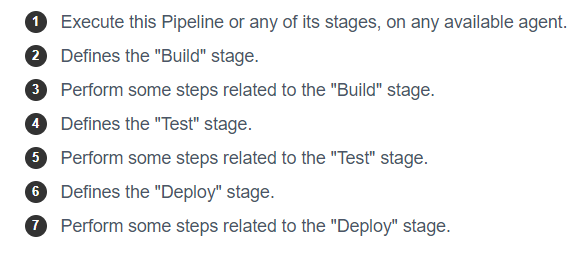 1 Execute this Pipeline or any of its stages, on any available agent.
2 Defines the "Build" stage.
3 Perform some steps related to the "Build" stage.
4 Defines the "Test" stage.
5 Perform some steps related to the "Test" stage.
6 Defines the "Deploy" stage.
7 Perform some steps related to the "Deploy" stage.